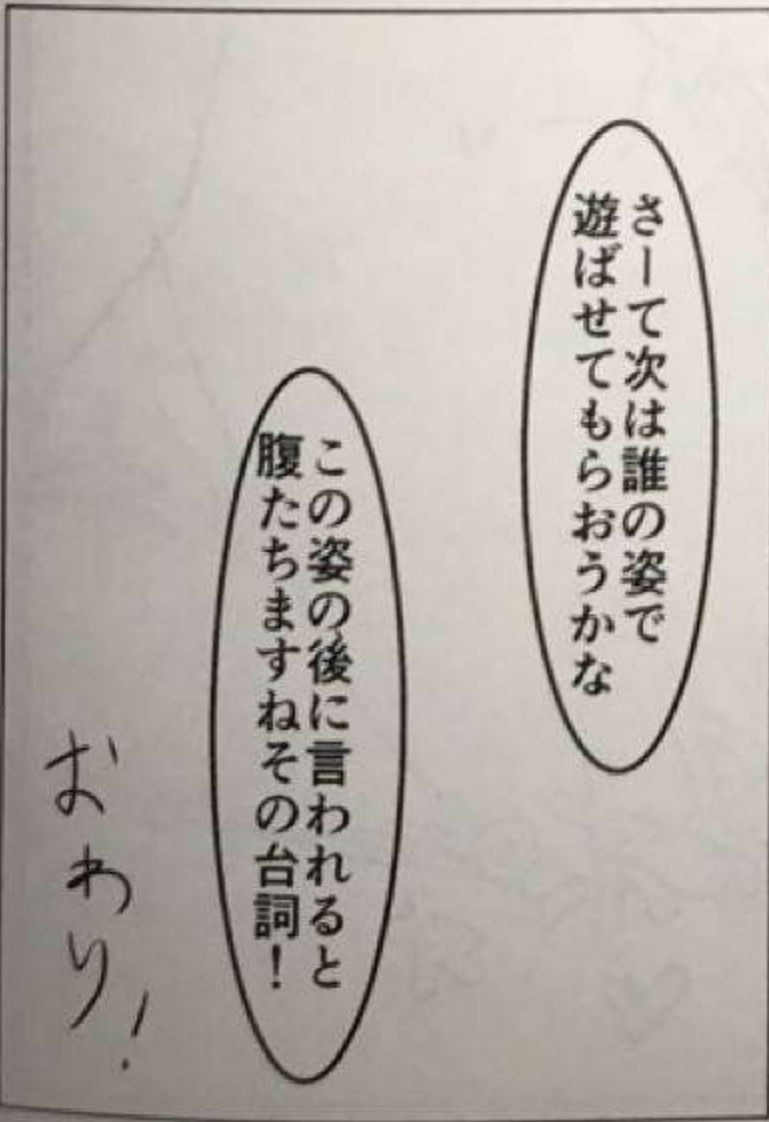 さーて次は誰の姿で
遊ばせてもらおうかな
この姿の後に言われると
腹たちますねその台詞！
おわり！